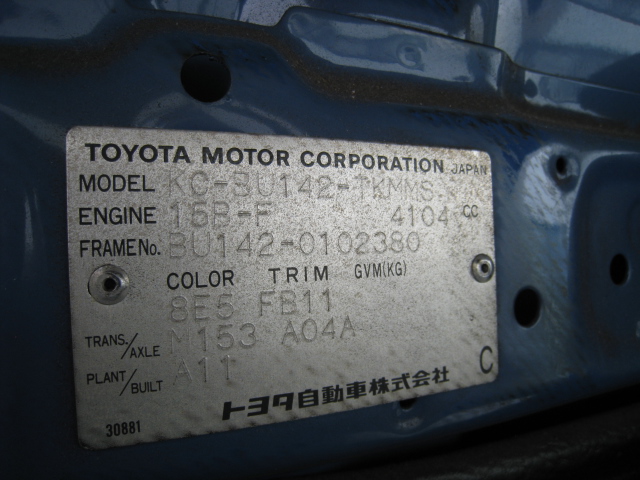 TOYOTA MOTOR CORPORATION JAPAN
MODEL KC-BU142-TKMMS
ENGINE 15B-F 4104 CC
FRAME No. BU142-0102380
COLOR TRIM GVM(KG)
8E5 FB11
TRANS./AXLE M153 A04A
PLANT/BUILT A11
C
トヨタ自動車株式会社
30881